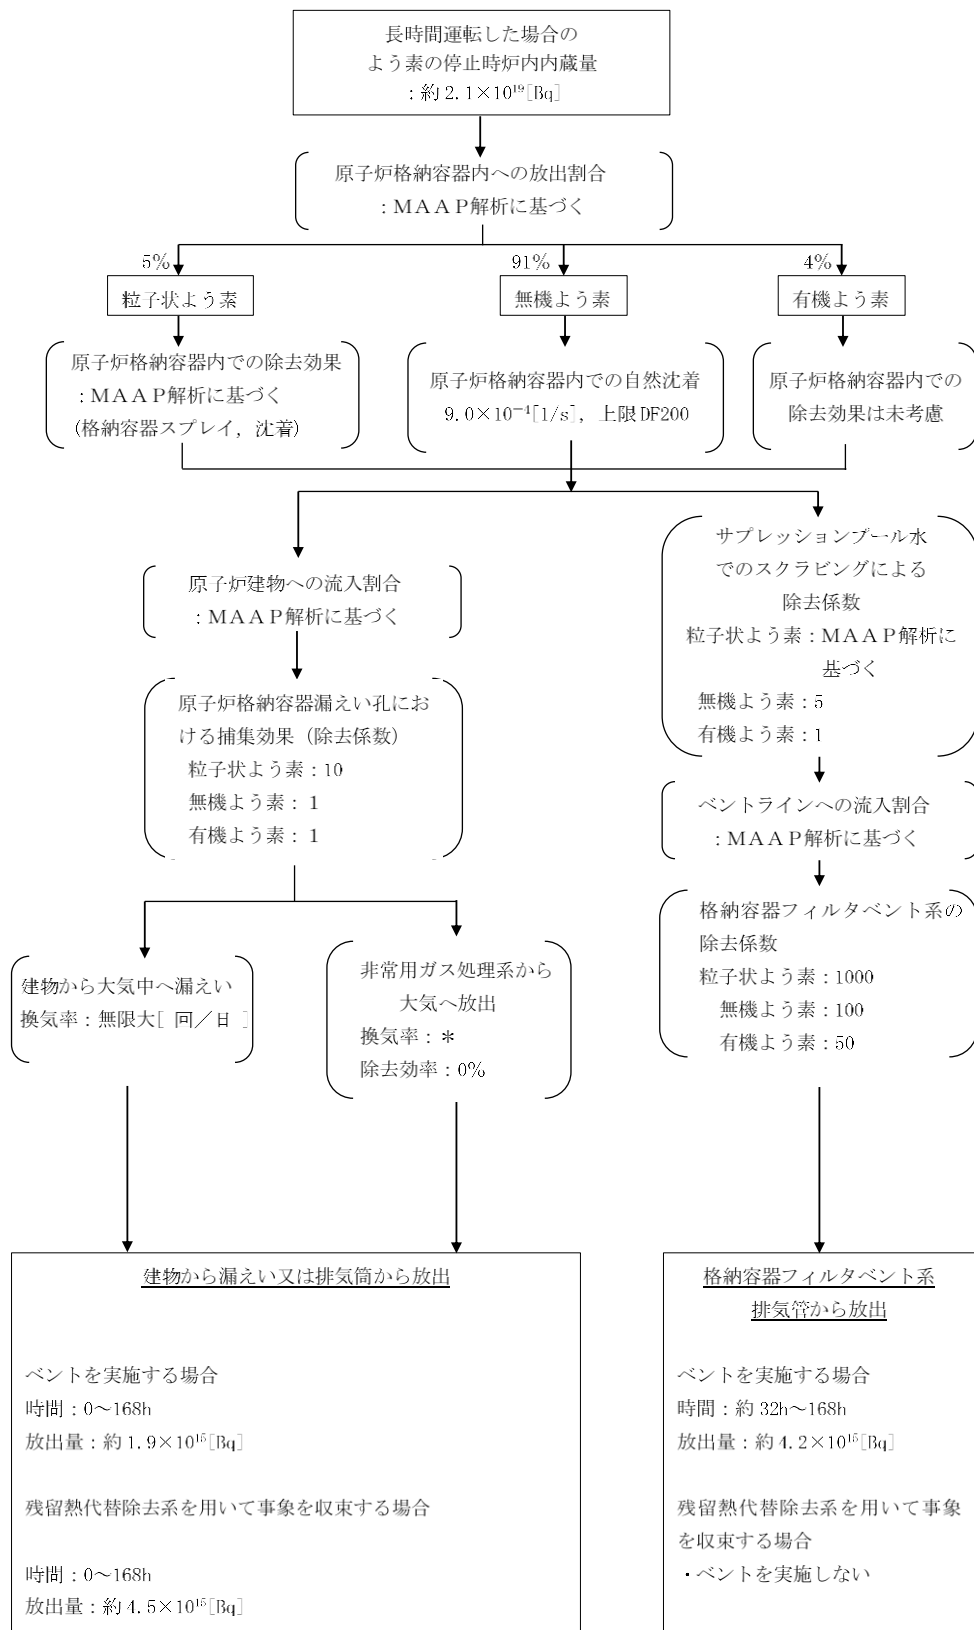 長時間運転した場合の
よう素の停止時炉内内蔵量
：約 2.1×10¹⁹[Bq]
原子炉格納容器内への放出割合
：ＭＡＡＰ解析に基づく
5%
91%
4%
粒子状よう素
無機よう素
有機よう素
原子炉格納容器内での除去効果
：ＭＡＡＰ解析に基づく
(格納容器スプレイ，沈着)
原子炉格納容器内での自然沈着
9.0×10⁻⁴[1/s]，上限 DF200
原子炉格納容器内での
除去効果は未考慮
原子炉建物への流入割合
：ＭＡＡＰ解析に基づく
原子炉格納容器漏えい孔にお
ける捕集効果（除去係数）
粒子状よう素：10
無機よう素：1
有機よう素：1
建物から大気中へ漏えい
換気率：無限大[ 回／日 ]
非常用ガス処理系から
大気へ放出
換気率：＊
除去効率：0%
サプレッションプール水
でのスクラビングによる
除去係数
粒子状よう素：ＭＡＡＰ解析に
基づく
無機よう素：5
有機よう素：1
ベントラインへの流入割合
：ＭＡＡＰ解析に基づく
格納容器フィルタベント系の
除去係数
粒子状よう素：1000
無機よう素：100
有機よう素：50
建物から漏えい又は排気筒から放出
ベントを実施する場合
時間：0～168h
放出量：約 1.9×10¹⁵[Bq]
残留熱代替除去系を用いて事象を収束する場合
時間：0～168h
放出量：約 4.5×10¹⁵[Bq]
格納容器フィルタベント系
排気管から放出
ベントを実施する場合
時間：約 32h～168h
放出量：約 4.2×10¹⁵[Bq]
残留熱代替除去系を用いて事象
を収束する場合
・ベントを実施しない